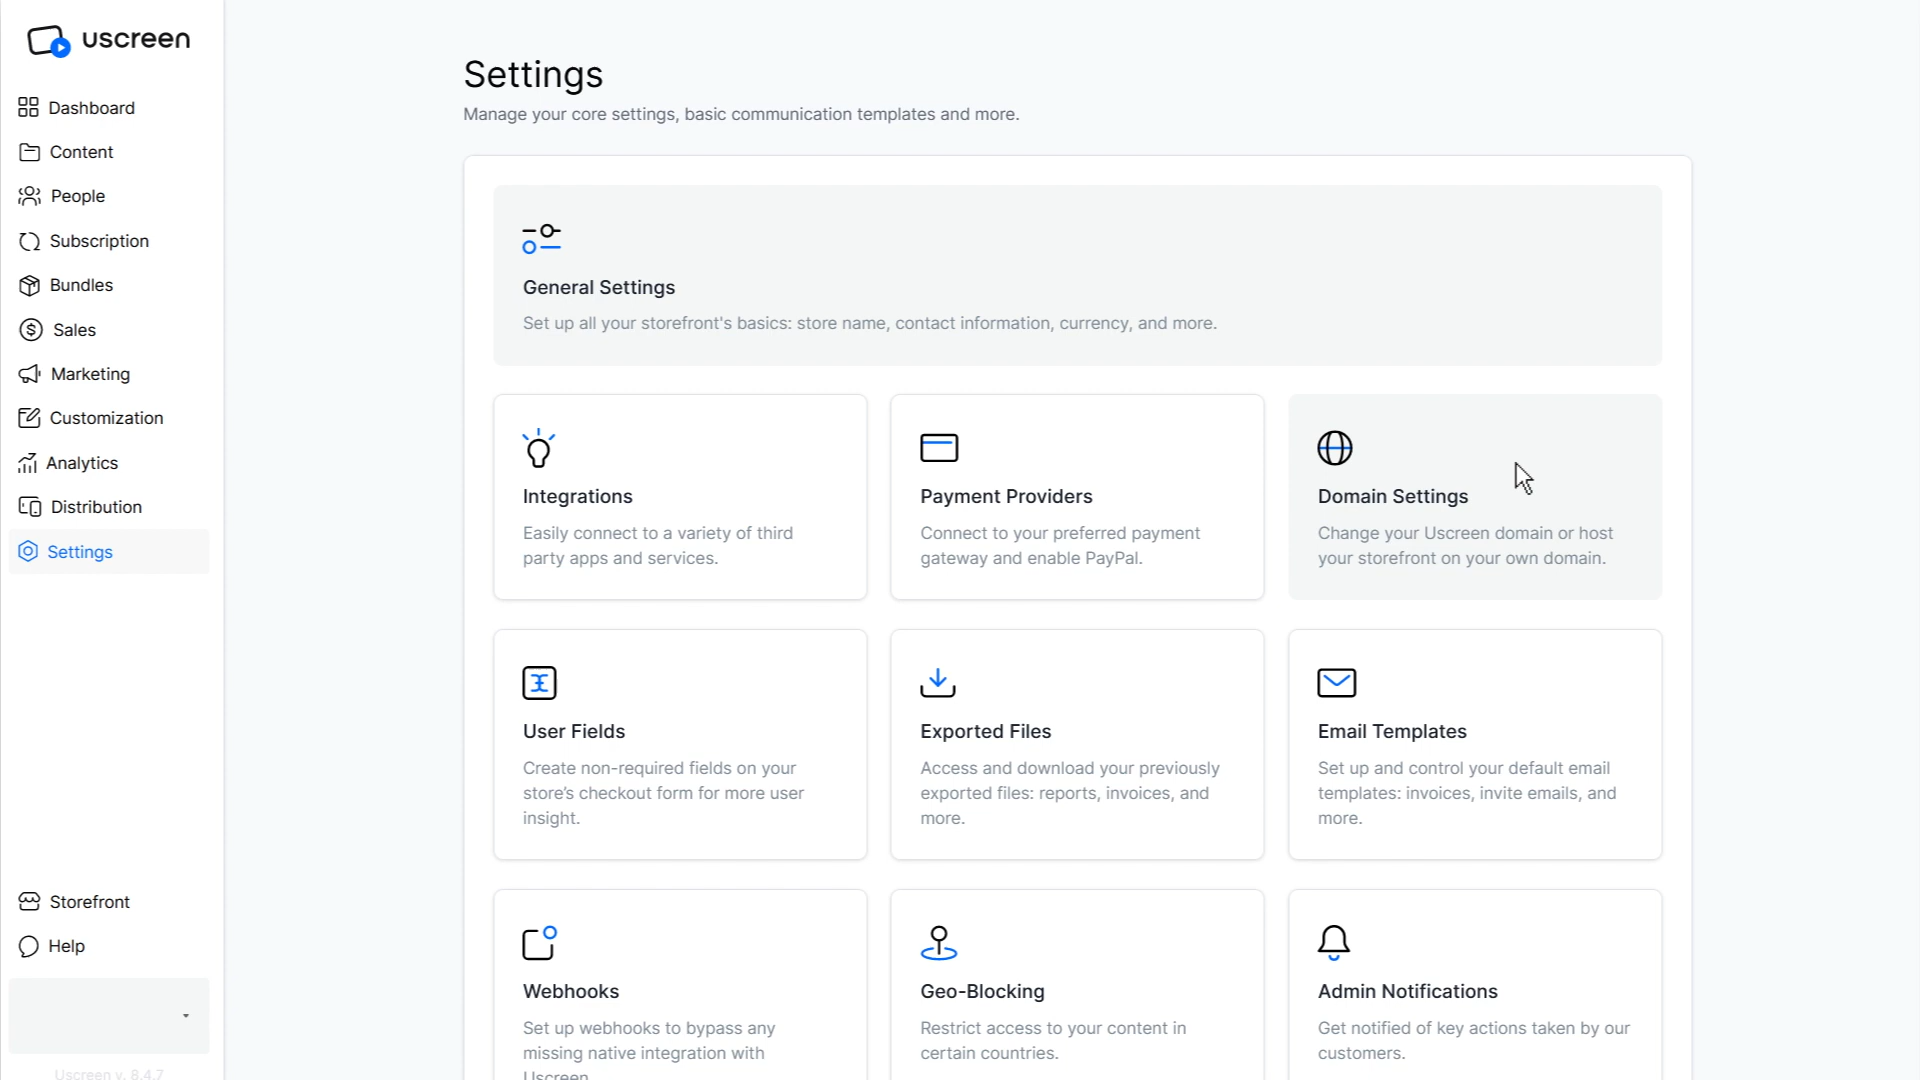 uscreen
Dashboard
Content
People
Subscription
Bundles
Sales
Marketing
Customization
Analytics
Distribution
Settings
Storefront
Help
Uscreen v. 8.4.7
Settings
Manage your core settings, basic communication templates and more.
General Settings
Set up all your storefront's basics: store name, contact information, currency, and more.
Integrations
Easily connect to a variety of third
party apps and services.
Payment Providers
Connect to your preferred payment
gateway and enable PayPal.
Domain Settings
Change your Uscreen domain or host
your storefront on your own domain.
User Fields
Create non-required fields on your
store's checkout form for more user
insight.
Exported Files
Access and download your previously
exported files: reports, invoices, and
more.
Email Templates
Set up and control your default email
templates: invoices, invite emails, and
more.
Webhooks
Set up webhooks to bypass any
missing native integration with
Uscreen
Geo-Blocking
Restrict access to your content in
certain countries.
Admin Notifications
Get notified of key actions taken by our
customers.